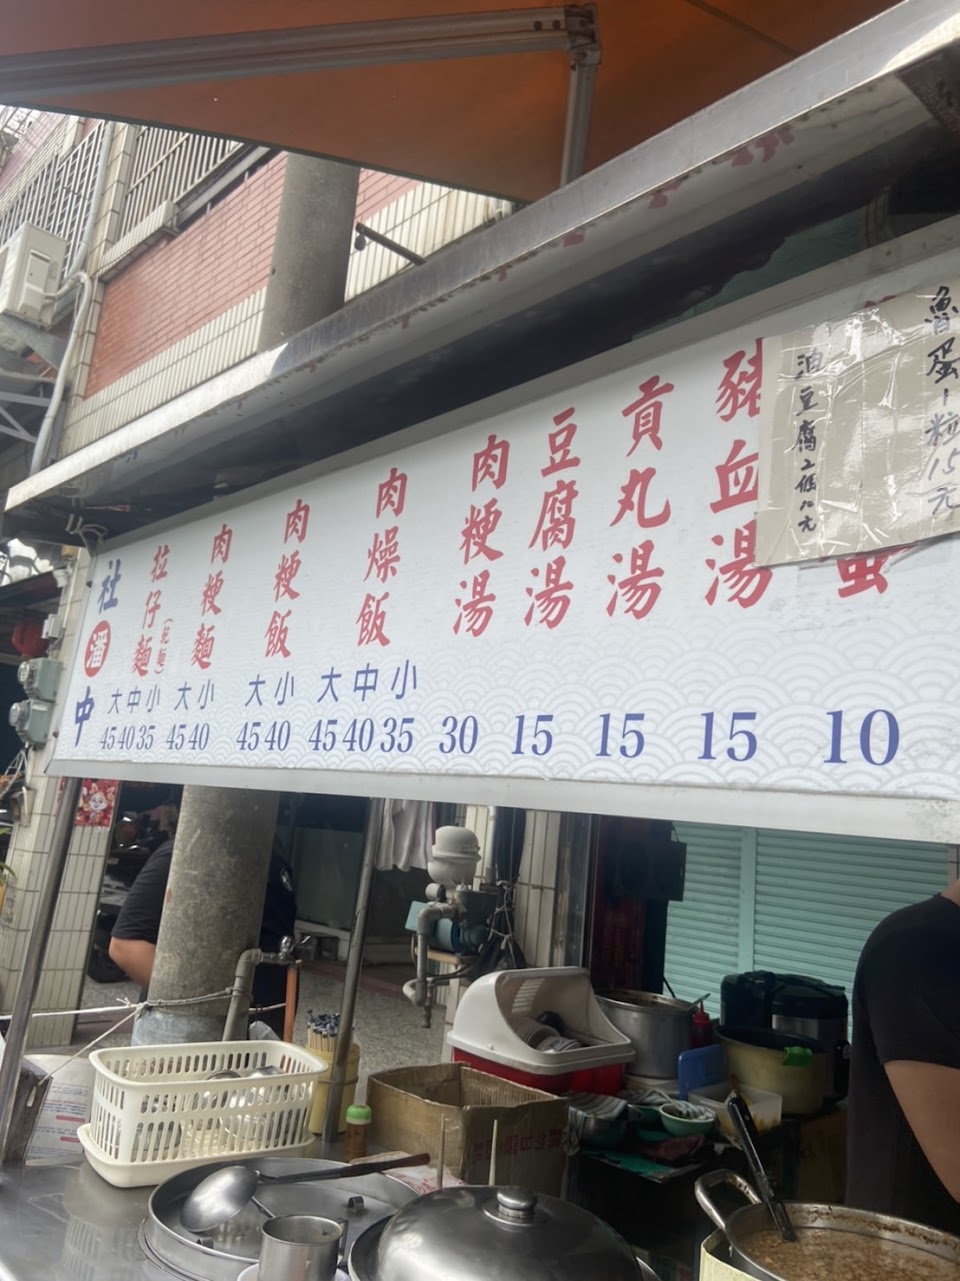 社
潘
中
拉仔麵
(乾麵)
大中小
45 40 35
肉粳麵
大小
45 40
肉粳飯
大小
45 40
肉燥飯
大中小
45 40 35
肉粳湯
30
豆腐湯
15
貢丸湯
15
豬血湯
15
蛋
10
油豆腐2個10元
魯蛋1粒15元